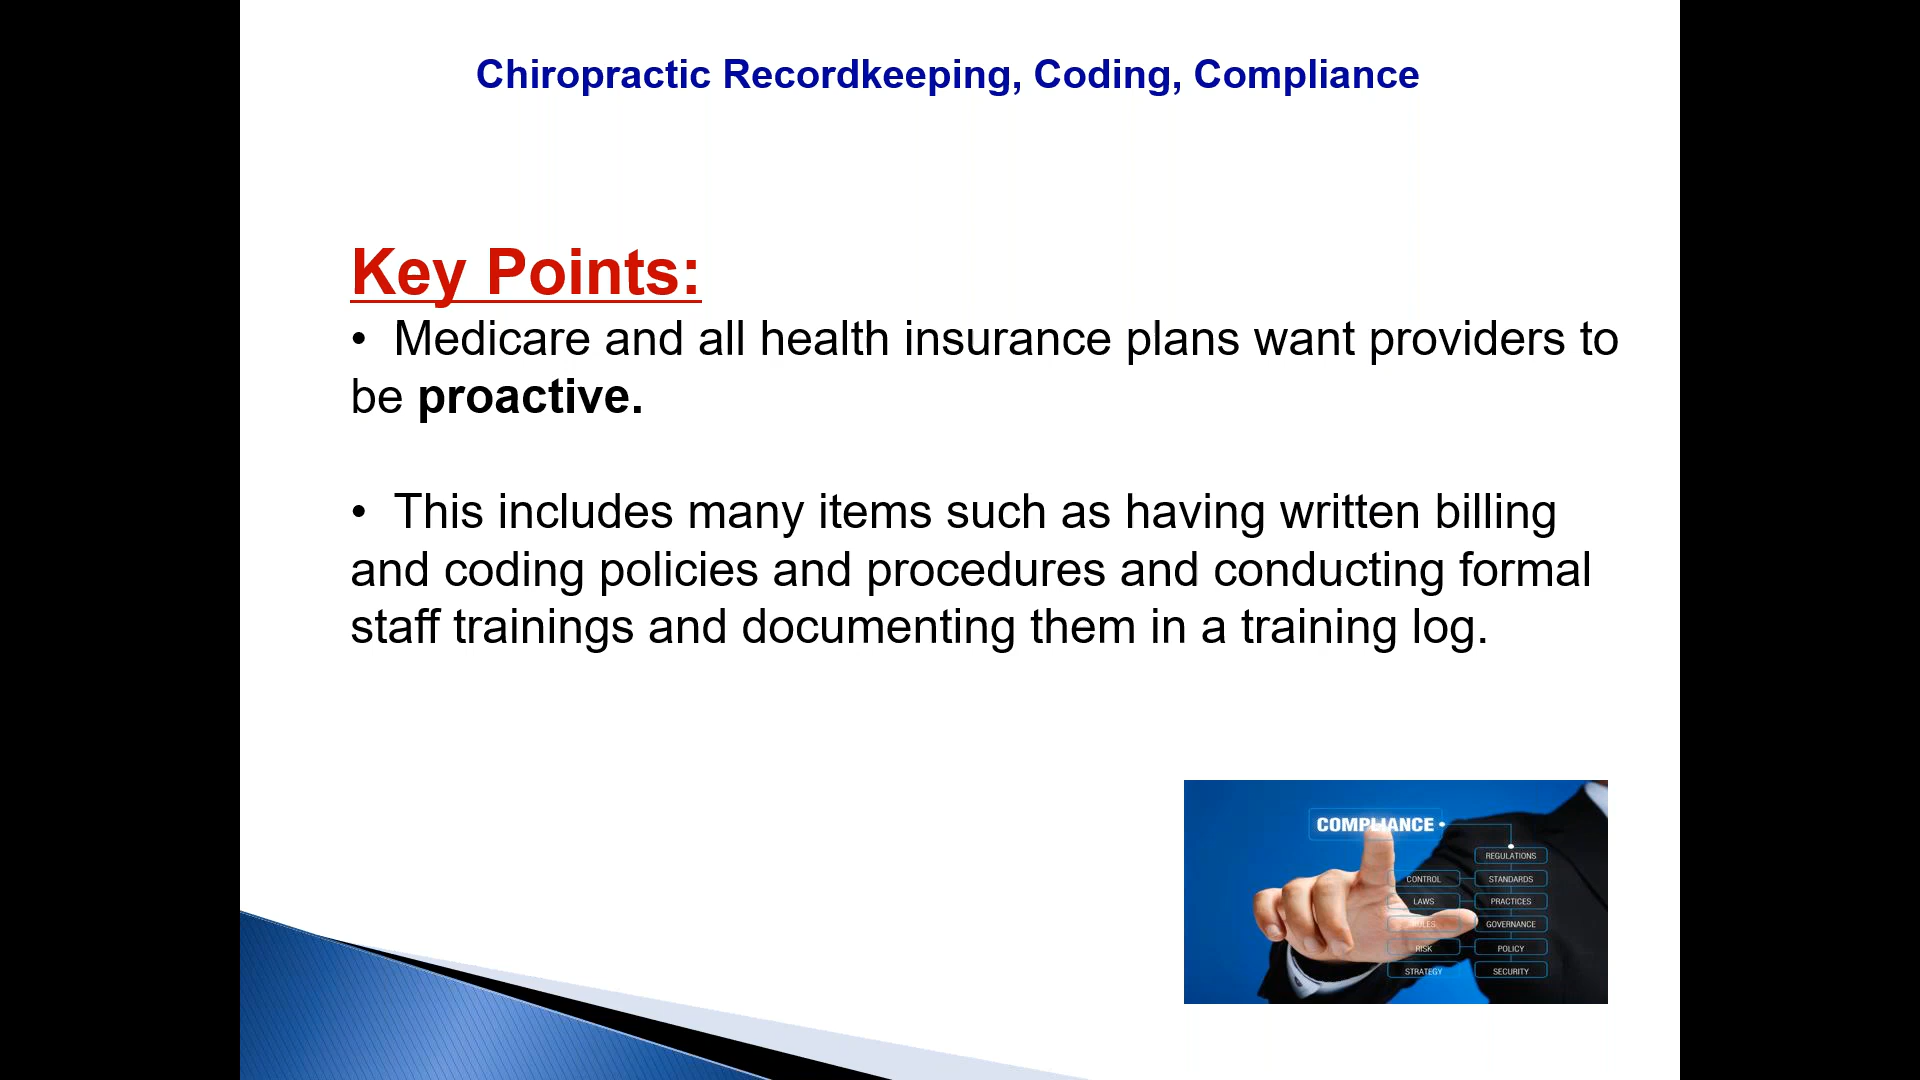 Chiropractic Recordkeeping, Coding, Compliance
Key Points:
• Medicare and all health insurance plans want providers to
be proactive.
• This includes many items such as having written billing
and coding policies and procedures and conducting formal
staff trainings and documenting them in a training log.
COMPLIANCE
REGULATIONS
CONTROL STANDARDS
LAWS PRACTICES
RULES GOVERNANCE
RISK POLICY
STRATEGY SECURITY